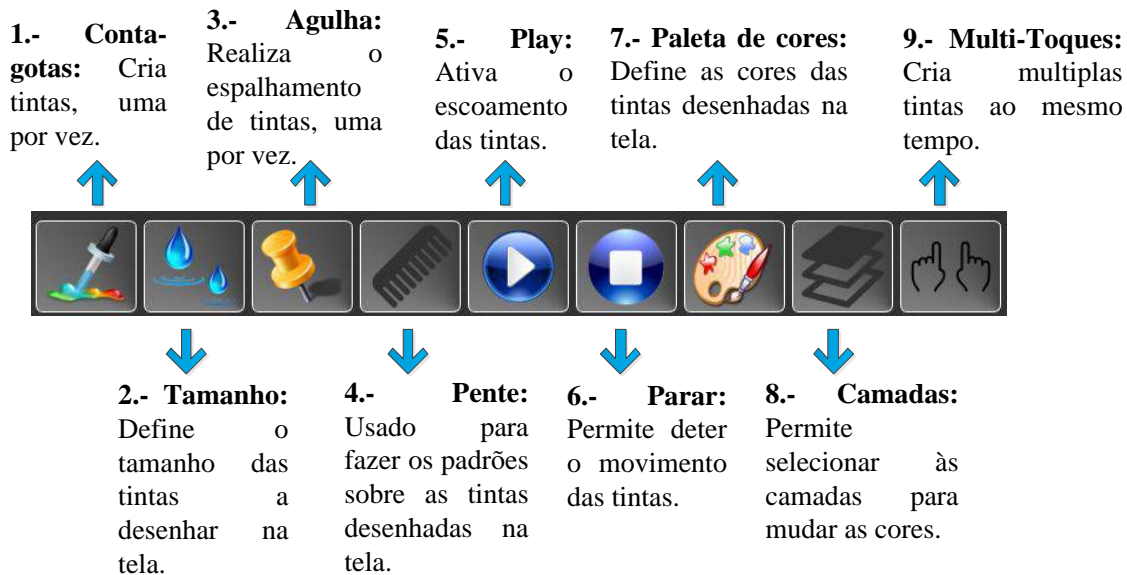 1.- Conta-
gotas: Cria
tintas, uma
por vez.
3.- Agulha:
Realiza o
espalhamento
de tintas, uma
por vez.
5.- Play:
Ativa o
escoamento
das tintas.
7.- Paleta de cores:
Define as cores das
tintas desenhadas na
tela.
9.- Multi-Toques:
Cria multiplas
tintas ao mesmo
tempo.
2.- Tamanho:
Define o
tamanho das
tintas a
desenhar na
tela.
4.- Pente:
Usado para
fazer os padrões
sobre as tintas
desenhadas na
tela.
6.- Parar:
Permite deter
o movimento
das tintas.
8.- Camadas:
Permite
selecionar às
camadas para
mudar as cores.